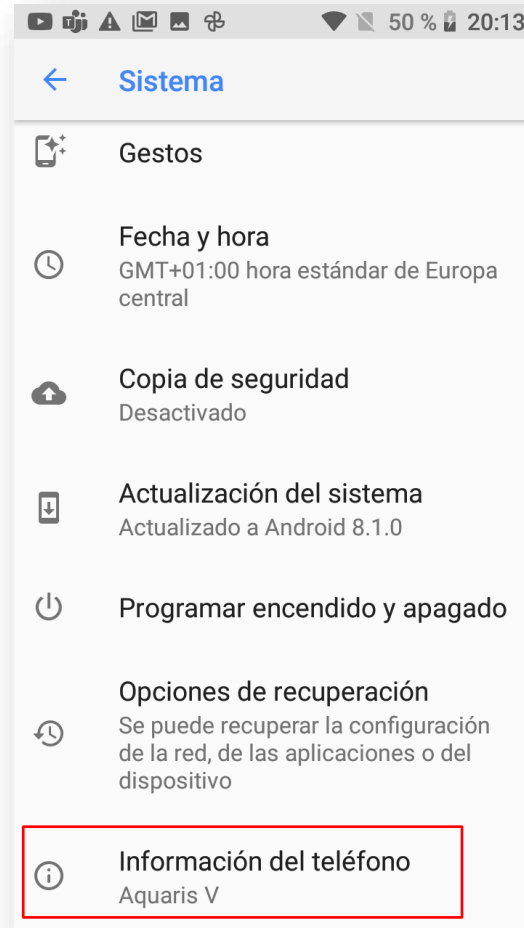 50 % 20:13
Sistema
Gestos
Fecha y hora
GMT+01:00 hora estándar de Europa
central
Copia de seguridad
Desactivado
Actualización del sistema
Actualizado a Android 8.1.0
Programar encendido y apagado
Opciones de recuperación
Se puede recuperar la configuración
de la red, de las aplicaciones o del
dispositivo
Información del teléfono
Aquaris V